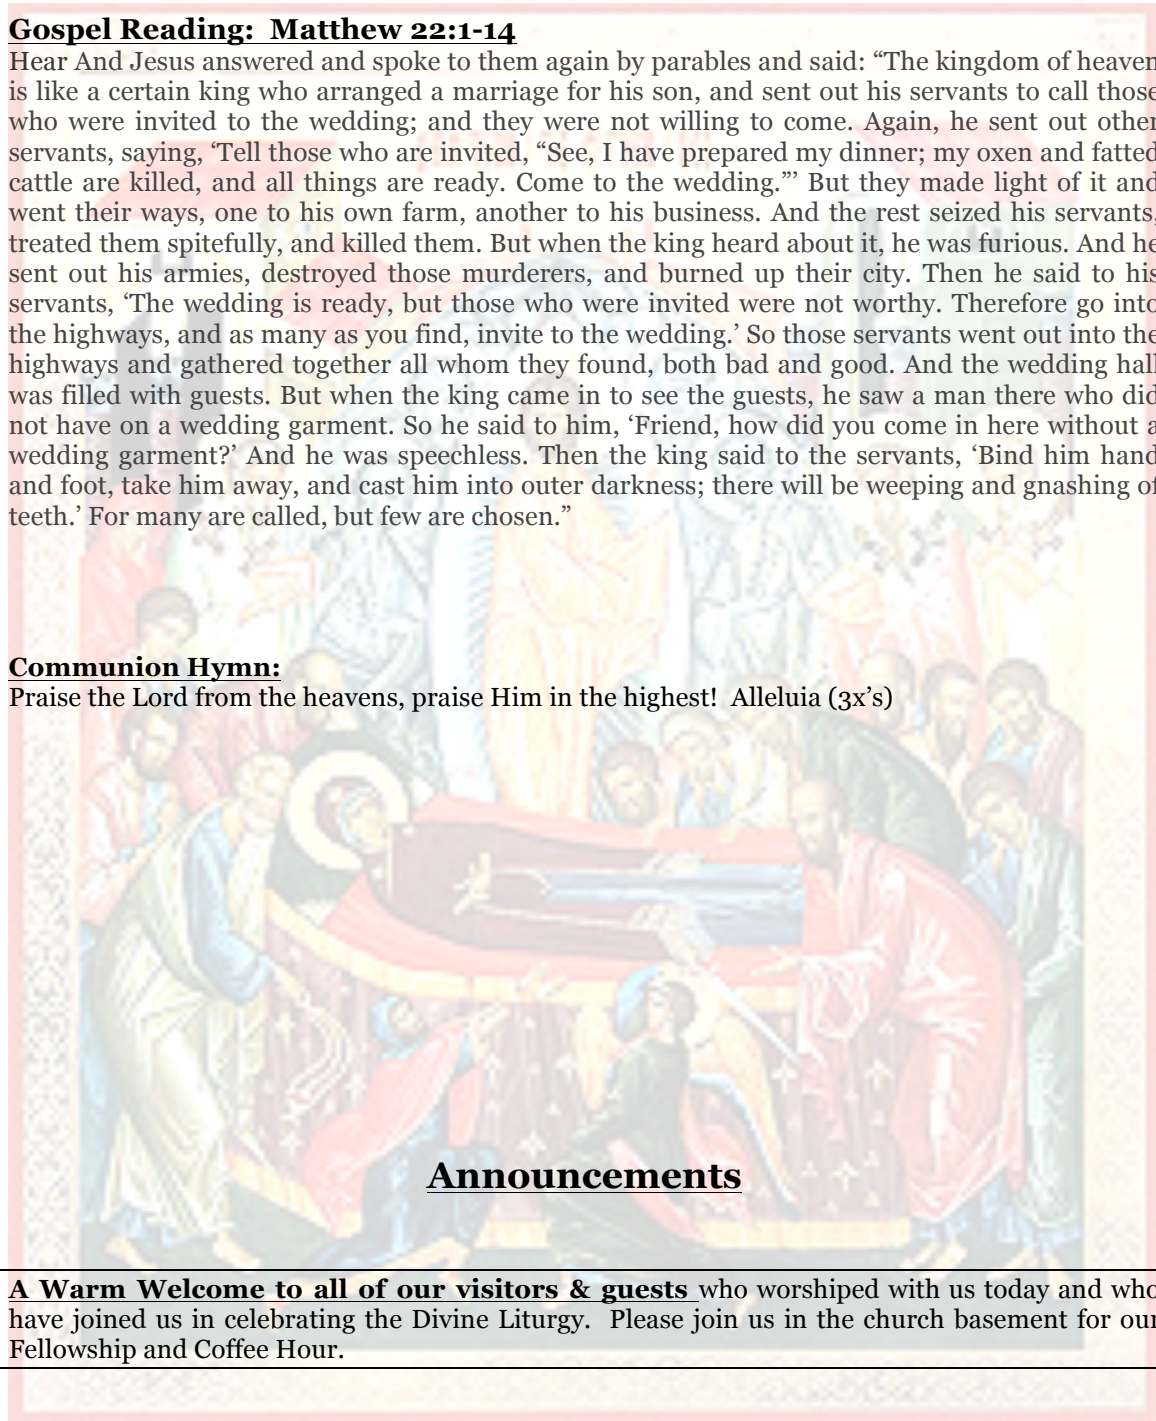 Gospel Reading:  Matthew 22:1-14
Hear And Jesus answered and spoke to them again by parables and said: “The kingdom of heaven
is like a certain king who arranged a marriage for his son, and sent out his servants to call those
who were invited to the wedding; and they were not willing to come. Again, he sent out other
servants, saying, ‘Tell those who are invited, “See, I have prepared my dinner; my oxen and fatted
cattle are killed, and all things are ready. Come to the wedding.”’ But they made light of it and
went their ways, one to his own farm, another to his business. And the rest seized his servants,
treated them spitefully, and killed them. But when the king heard about it, he was furious. And he
sent out his armies, destroyed those murderers, and burned up their city. Then he said to his
servants, ‘The wedding is ready, but those who were invited were not worthy. Therefore go into
the highways, and as many as you find, invite to the wedding.’ So those servants went out into the
highways and gathered together all whom they found, both bad and good. And the wedding hall
was filled with guests. But when the king came in to see the guests, he saw a man there who did
not have on a wedding garment. So he said to him, ‘Friend, how did you come in here without a
wedding garment?’ And he was speechless. Then the king said to the servants, ‘Bind him hand
and foot, take him away, and cast him into outer darkness; there will be weeping and gnashing of
teeth.’ For many are called, but few are chosen.”
Communion Hymn:
Praise the Lord from the heavens, praise Him in the highest!  Alleluia (3x’s)
Announcements
A Warm Welcome to all of our visitors & guests who worshiped with us today and who
have joined us in celebrating the Divine Liturgy.  Please join us in the church basement for our
Fellowship and Coffee Hour.